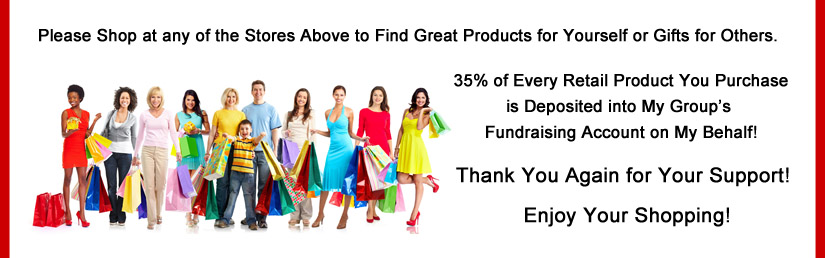 Please Shop at any of the Stores Above to Find Great Products for Yourself or Gifts for Others.
35% of Every Retail Product You Purchase
is Deposited into My Group's
Fundraising Account on My Behalf!
Thank You Again for Your Support!
Enjoy Your Shopping!